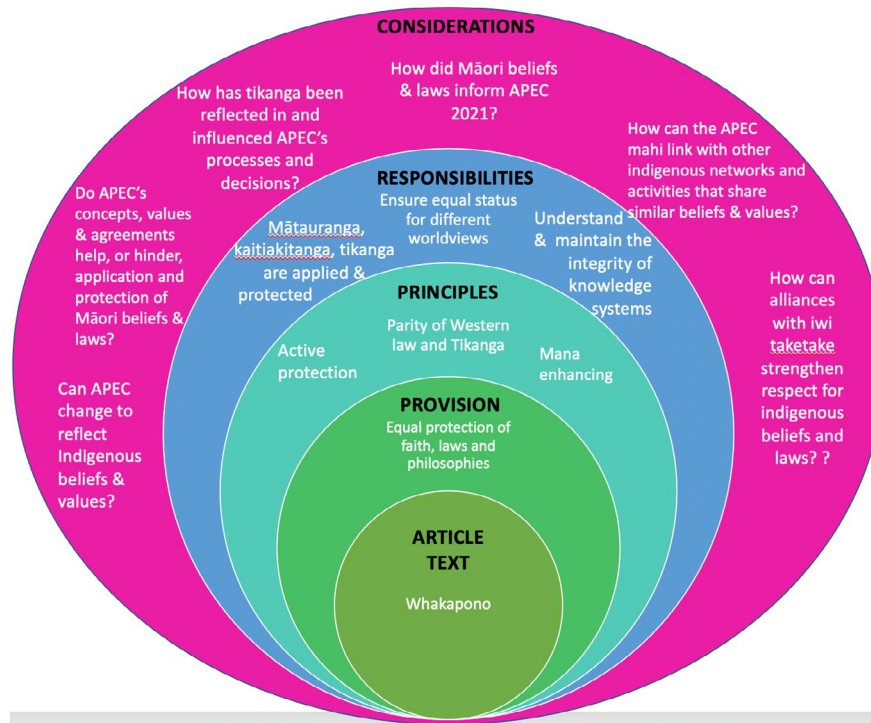 CONSIDERATIONS
How did Māori beliefs
& laws inform APEC
2021?
How has tikanga been
reflected in and
influenced APEC's
processes and
decisions?
How can the APEC
mahi link with other
indigenous networks and
activities that share
similar beliefs & values?
Do APEC's
concepts, values
& agreements
help, or hinder,
application and
protection of
Māori beliefs &
laws?
How can
alliances
with iwi
taketake
strengthen
respect for
indigenous
beliefs and
laws? ?
Can APEC
change to
reflect
Indigenous
beliefs &
values?
RESPONSIBILITIES
Ensure equal status
for different
worldviews
Mātauranga,
kaitiakitanga, tikanga
are applied &
protected
Understand
& maintain the
integrity of
knowledge
systems
PRINCIPLES
Parity of Western
law and Tikanga
Active
protection
Mana
enhancing
PROVISION
Equal protection of
faith, laws and
philosophies
ARTICLE
TEXT
Whakapono